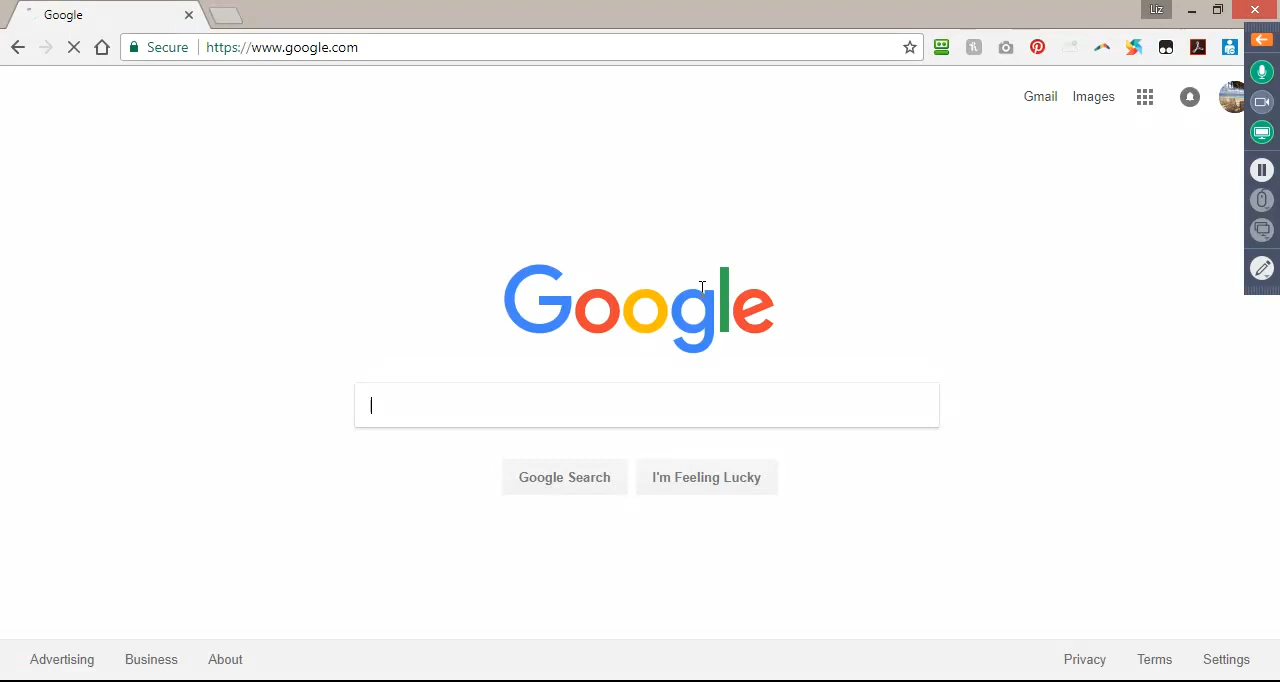 Google
Liz
Secure
https://www.google.com
Gmail
Images
Google
Google Search
I'm Feeling Lucky
Advertising
Business
About
Privacy
Terms
Settings